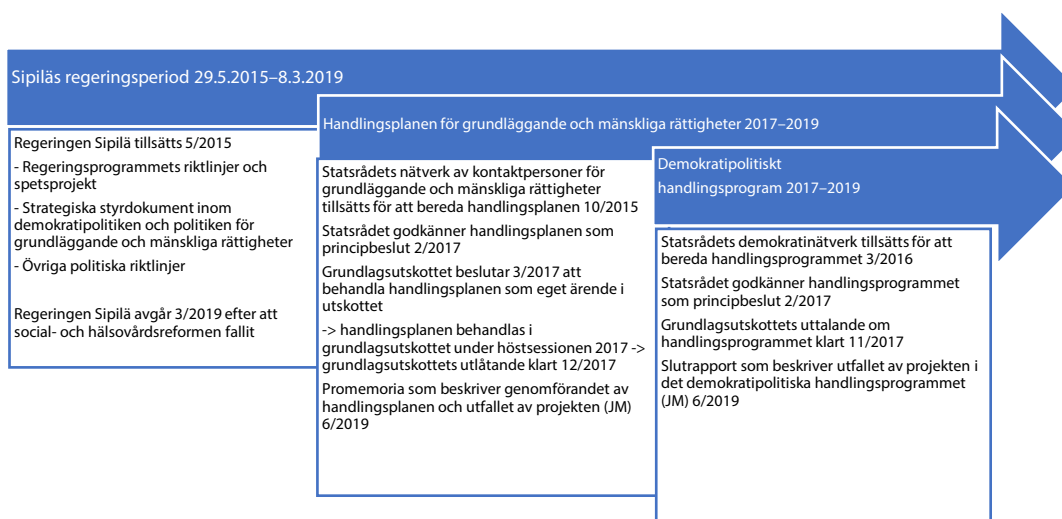 Sipiläs regeringsperiod 29.5.2015–8.3.2019
Regeringen Sipilä tillsätts 5/2015
- Regeringsprogrammets riktlinjer och
spetsprojekt
- Strategiska styrdokument inom
demokratipolitiken och politiken för
grundläggande och mänskliga rättigheter
- Övriga politiska riktlinjer
Regeringen Sipilä avgår 3/2019 efter att
social- och hälsovårdsreformen fallit
Handlingsplanen för grundläggande och mänskliga rättigheter 2017–2019
Statsrådets nätverk av kontaktpersoner för
grundläggande och mänskliga rättigheter
tillsätts för att bereda handlingsplanen 10/2015
Statsrådet godkänner handlingsplanen som
principbeslut 2/2017
Grundlagsutskottet beslutar 3/2017 att
behandla handlingsplanen som eget ärende i
utskottet
-> handlingsplanen behandlas i
grundlagsutskottet under höstsessionen 2017 ->
grundlagsutskottets utlåtande klart 12/2017
Promemoria som beskriver genomförandet av
handlingsplanen och utfallet av projekten (JM)
6/2019
Demokratipolitiskt
handlingsprogram 2017–2019
Statsrådets demokratinätverk tillsätts för att
bereda handlingsprogrammet 3/2016
Statsrådet godkänner handlingsprogrammet
som principbeslut 2/2017
Grundlagsutskottets uttalande om
handlingsprogrammet klart 11/2017
Slutrapport som beskriver utfallet av projekten i
det demokratipolitiska handlingsprogrammet
(JM) 6/2019